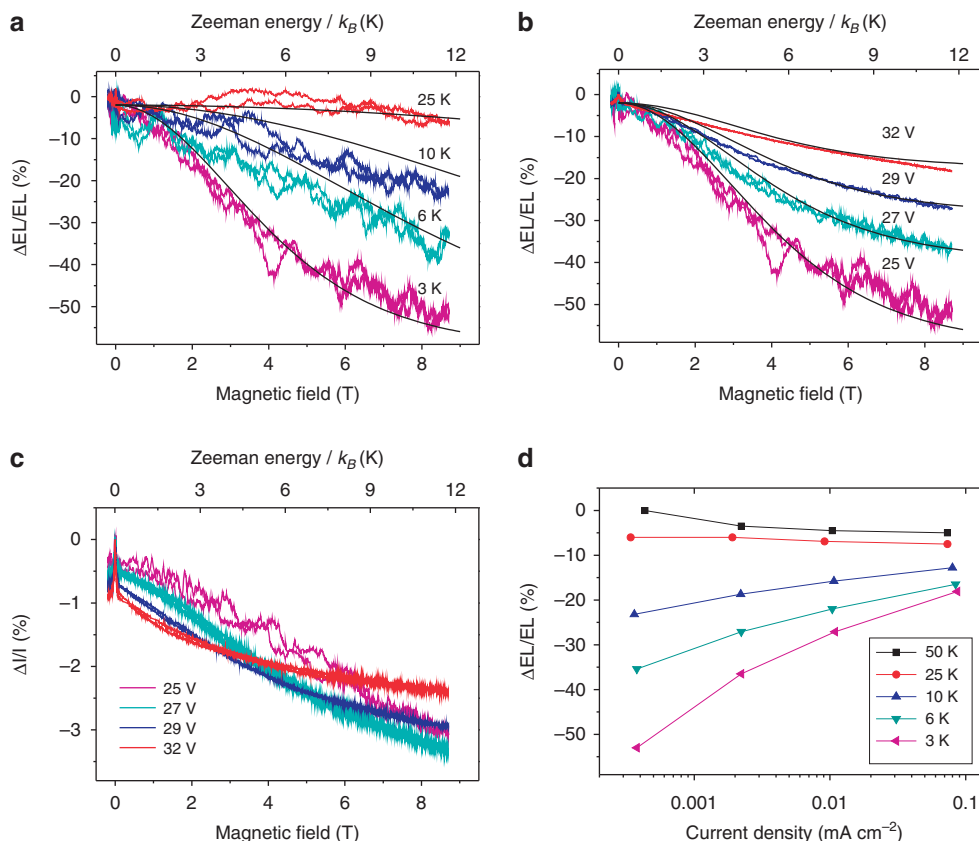 a
Zeeman energy / kB (K)
0 3 6 9 12
0
−10
−20
−30
−40
−50
ΔEL/EL (%)
25 K
10 K
6 K
3 K
0 2 4 6 8
Magnetic field (T)
b
Zeeman energy / kB (K)
0 3 6 9 12
0
−10
−20
−30
−40
−50
ΔEL/EL (%)
32 V
29 V
27 V
25 V
0 2 4 6 8
Magnetic field (T)
c
Zeeman energy / kB (K)
0 3 6 9 12
0
−1
−2
−3
ΔI/I (%)
25 V
27 V
29 V
32 V
0 2 4 6 8
Magnetic field (T)
d
0
−10
−20
−30
−40
−50
ΔEL/EL (%)
50 K
25 K
10 K
6 K
3 K
0.001 0.01 0.1
Current density (mA cm−2)